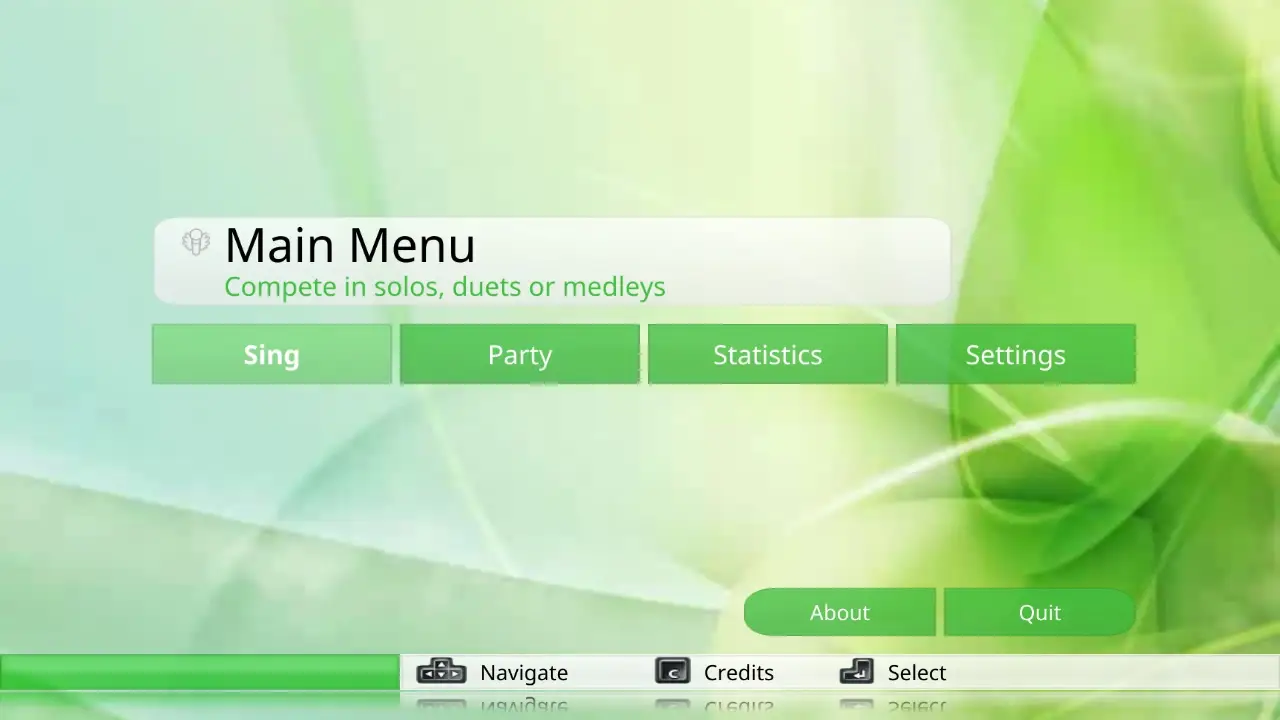 Main Menu
Compete in solos, duets or medleys
Sing
Party
Statistics
Settings
About
Quit
Navigate
C
Credits
Select